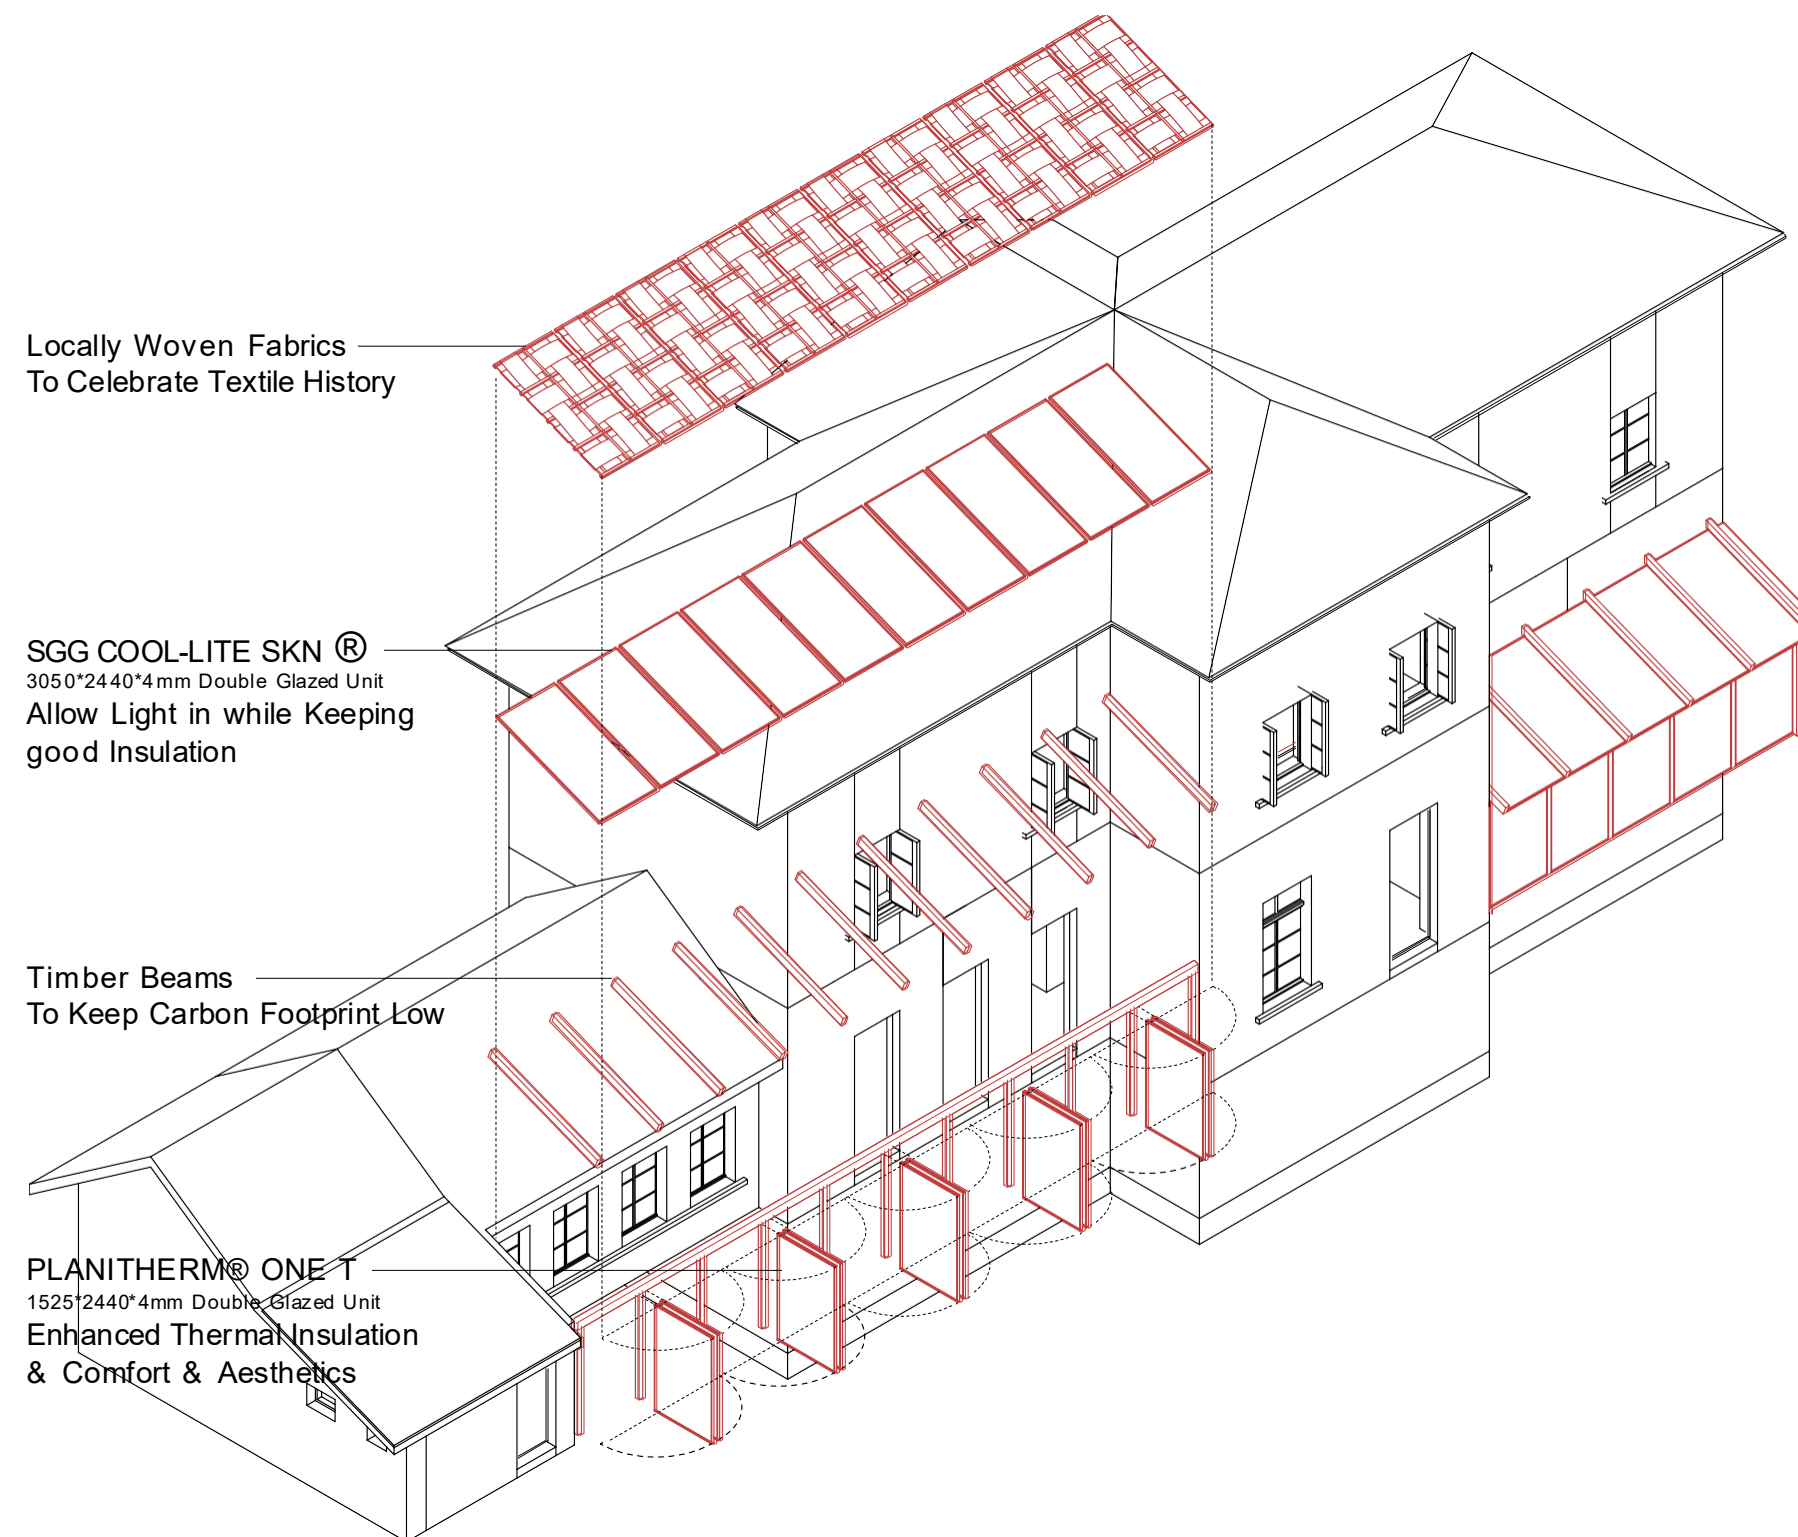 Locally Woven Fabrics
To Celebrate Textile History
SGG COOL-LITE SKN ®
3050*2440*4mm Double Glazed Unit
Allow Light in while Keeping
good Insulation
Timber Beams
To Keep Carbon Footprint Low
PLANITHERM® ONE T
1525*2440*4mm Double Glazed Unit
Enhanced Thermal Insulation
& Comfort & Aesthetics